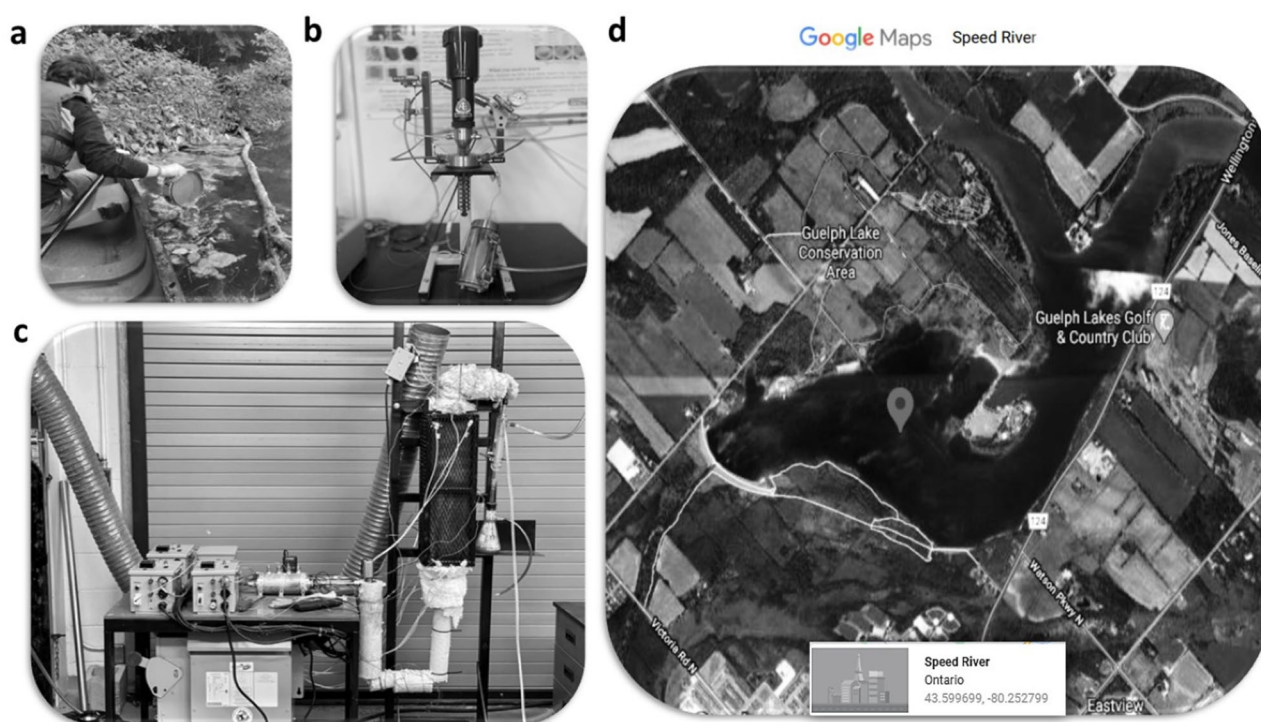 a
b
d
Google Maps Speed River
Guelph Lake
Conservation
Area
Wellington
Jones Baseli
124
Guelph Lakes Golf
& Country Club
124
Watson Pkwy N
Victoria Rd N
Speed River
Ontario
43.599699, -80.252799
Eastview
c